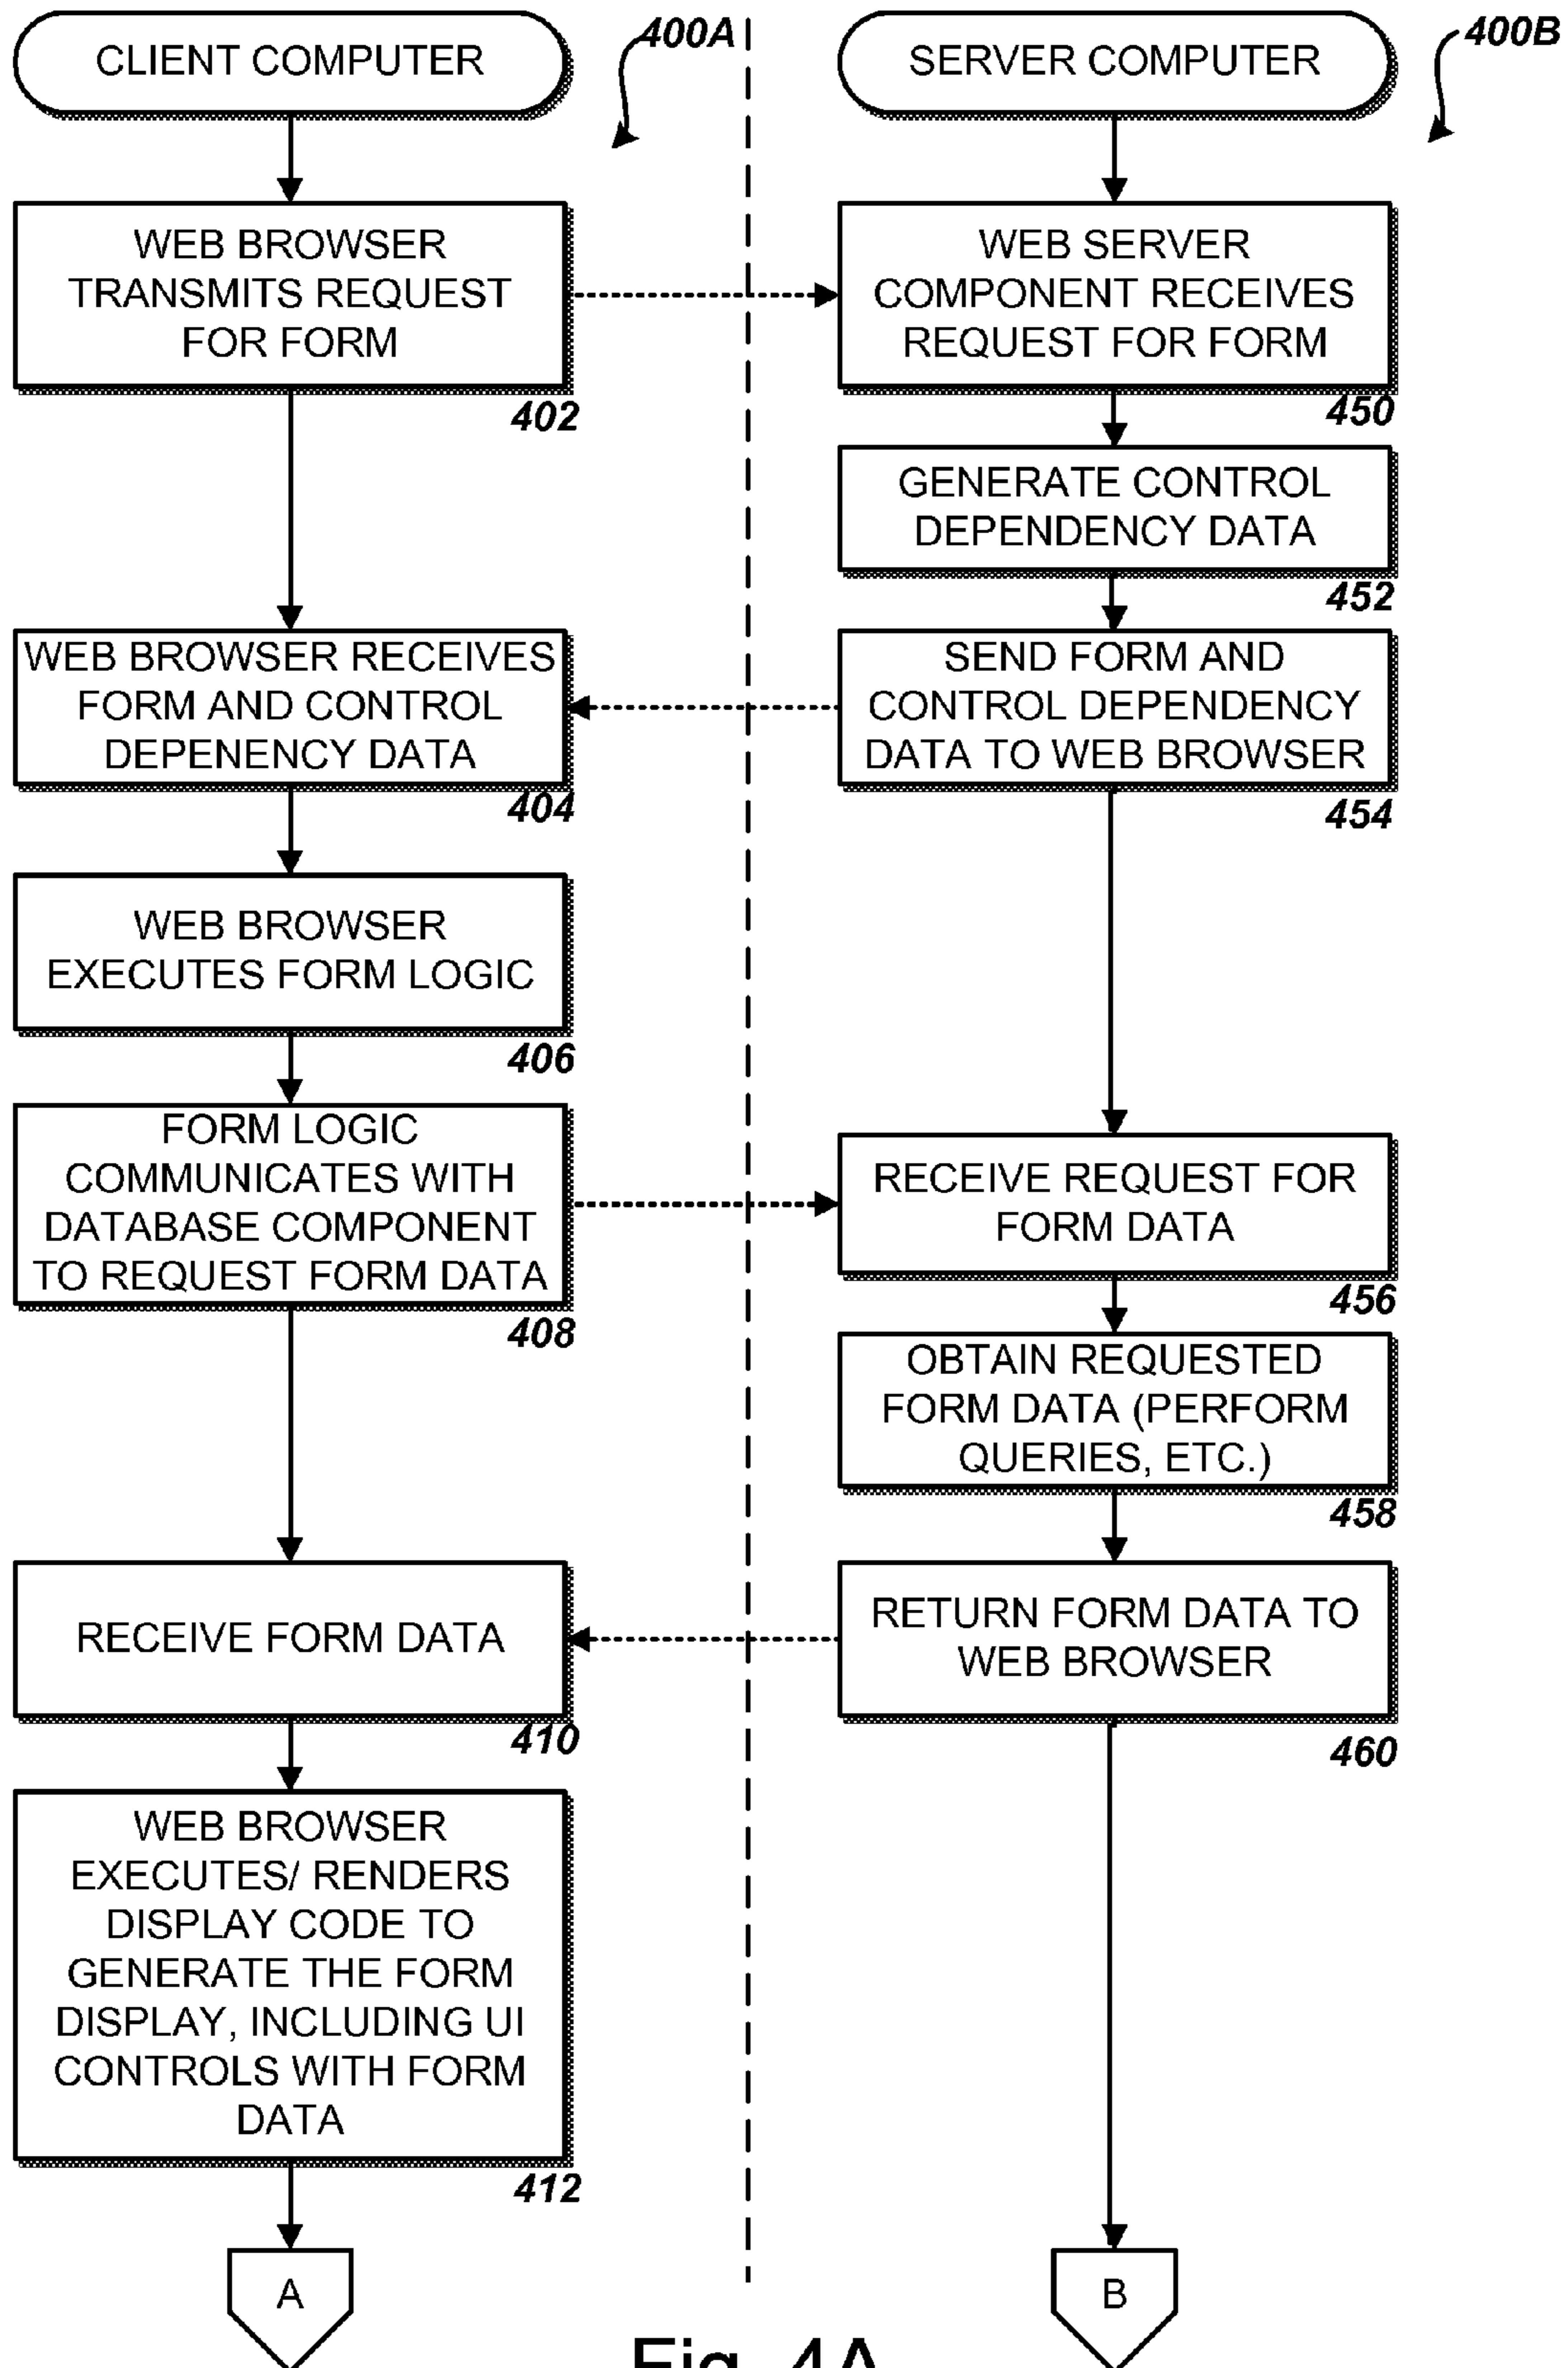 CLIENT COMPUTER
400A
SERVER COMPUTER
400B
WEB BROWSER
TRANSMITS REQUEST
FOR FORM
402
WEB SERVER
COMPONENT RECEIVES
REQUEST FOR FORM
450
GENERATE CONTROL
DEPENDENCY DATA
452
WEB BROWSER RECEIVES
FORM AND CONTROL
DEPENENCY DATA
404
SEND FORM AND
CONTROL DEPENDENCY
DATA TO WEB BROWSER
454
WEB BROWSER
EXECUTES FORM LOGIC
406
FORM LOGIC
COMMUNICATES WITH
DATABASE COMPONENT
TO REQUEST FORM DATA
408
RECEIVE REQUEST FOR
FORM DATA
456
OBTAIN REQUESTED
FORM DATA (PERFORM
QUERIES, ETC.)
458
RECEIVE FORM DATA
410
RETURN FORM DATA TO
WEB BROWSER
460
WEB BROWSER
EXECUTES/ RENDERS
DISPLAY CODE TO
GENERATE THE FORM
DISPLAY, INCLUDING UI
CONTROLS WITH FORM
DATA
412
A
B
Fig. 4A